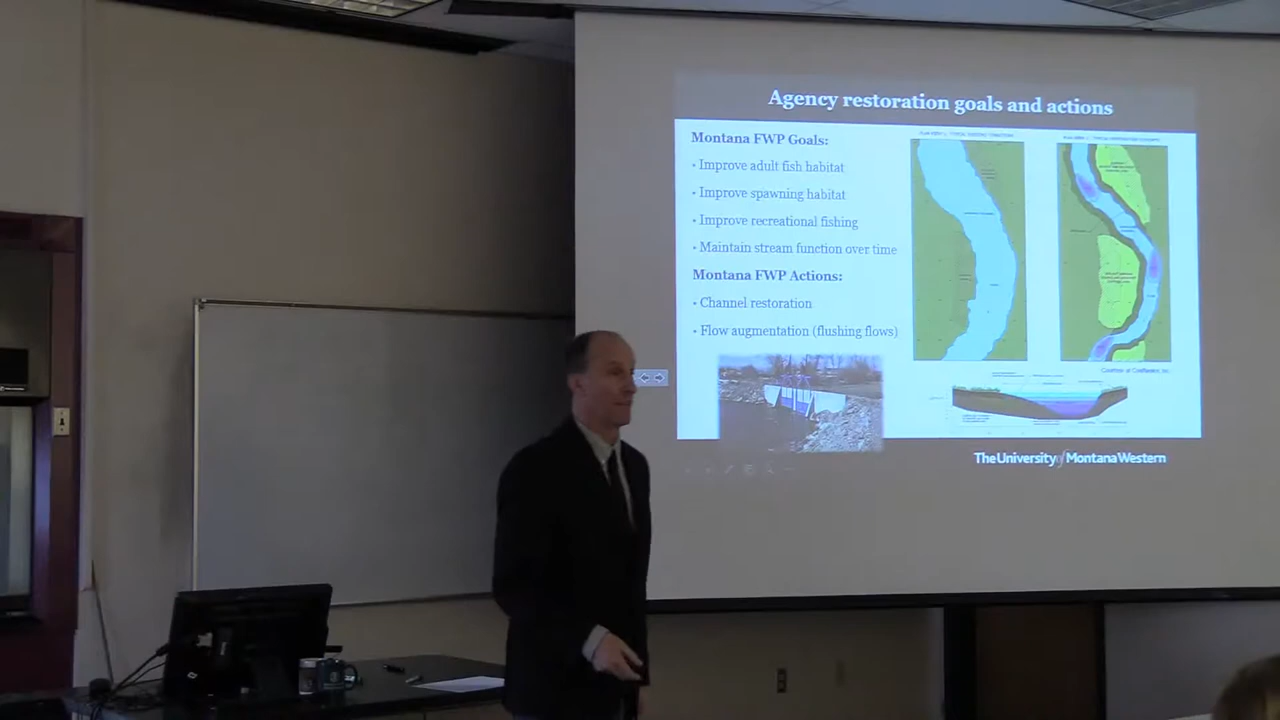 Agency restoration goals and actions
Montana FWP Goals:
• Improve adult fish habitat
• Improve spawning habitat
• Improve recreational fishing
• Maintain stream function over time
Montana FWP Actions:
• Channel restoration
• Flow augmentation (flushing flows)
The University of Montana Western